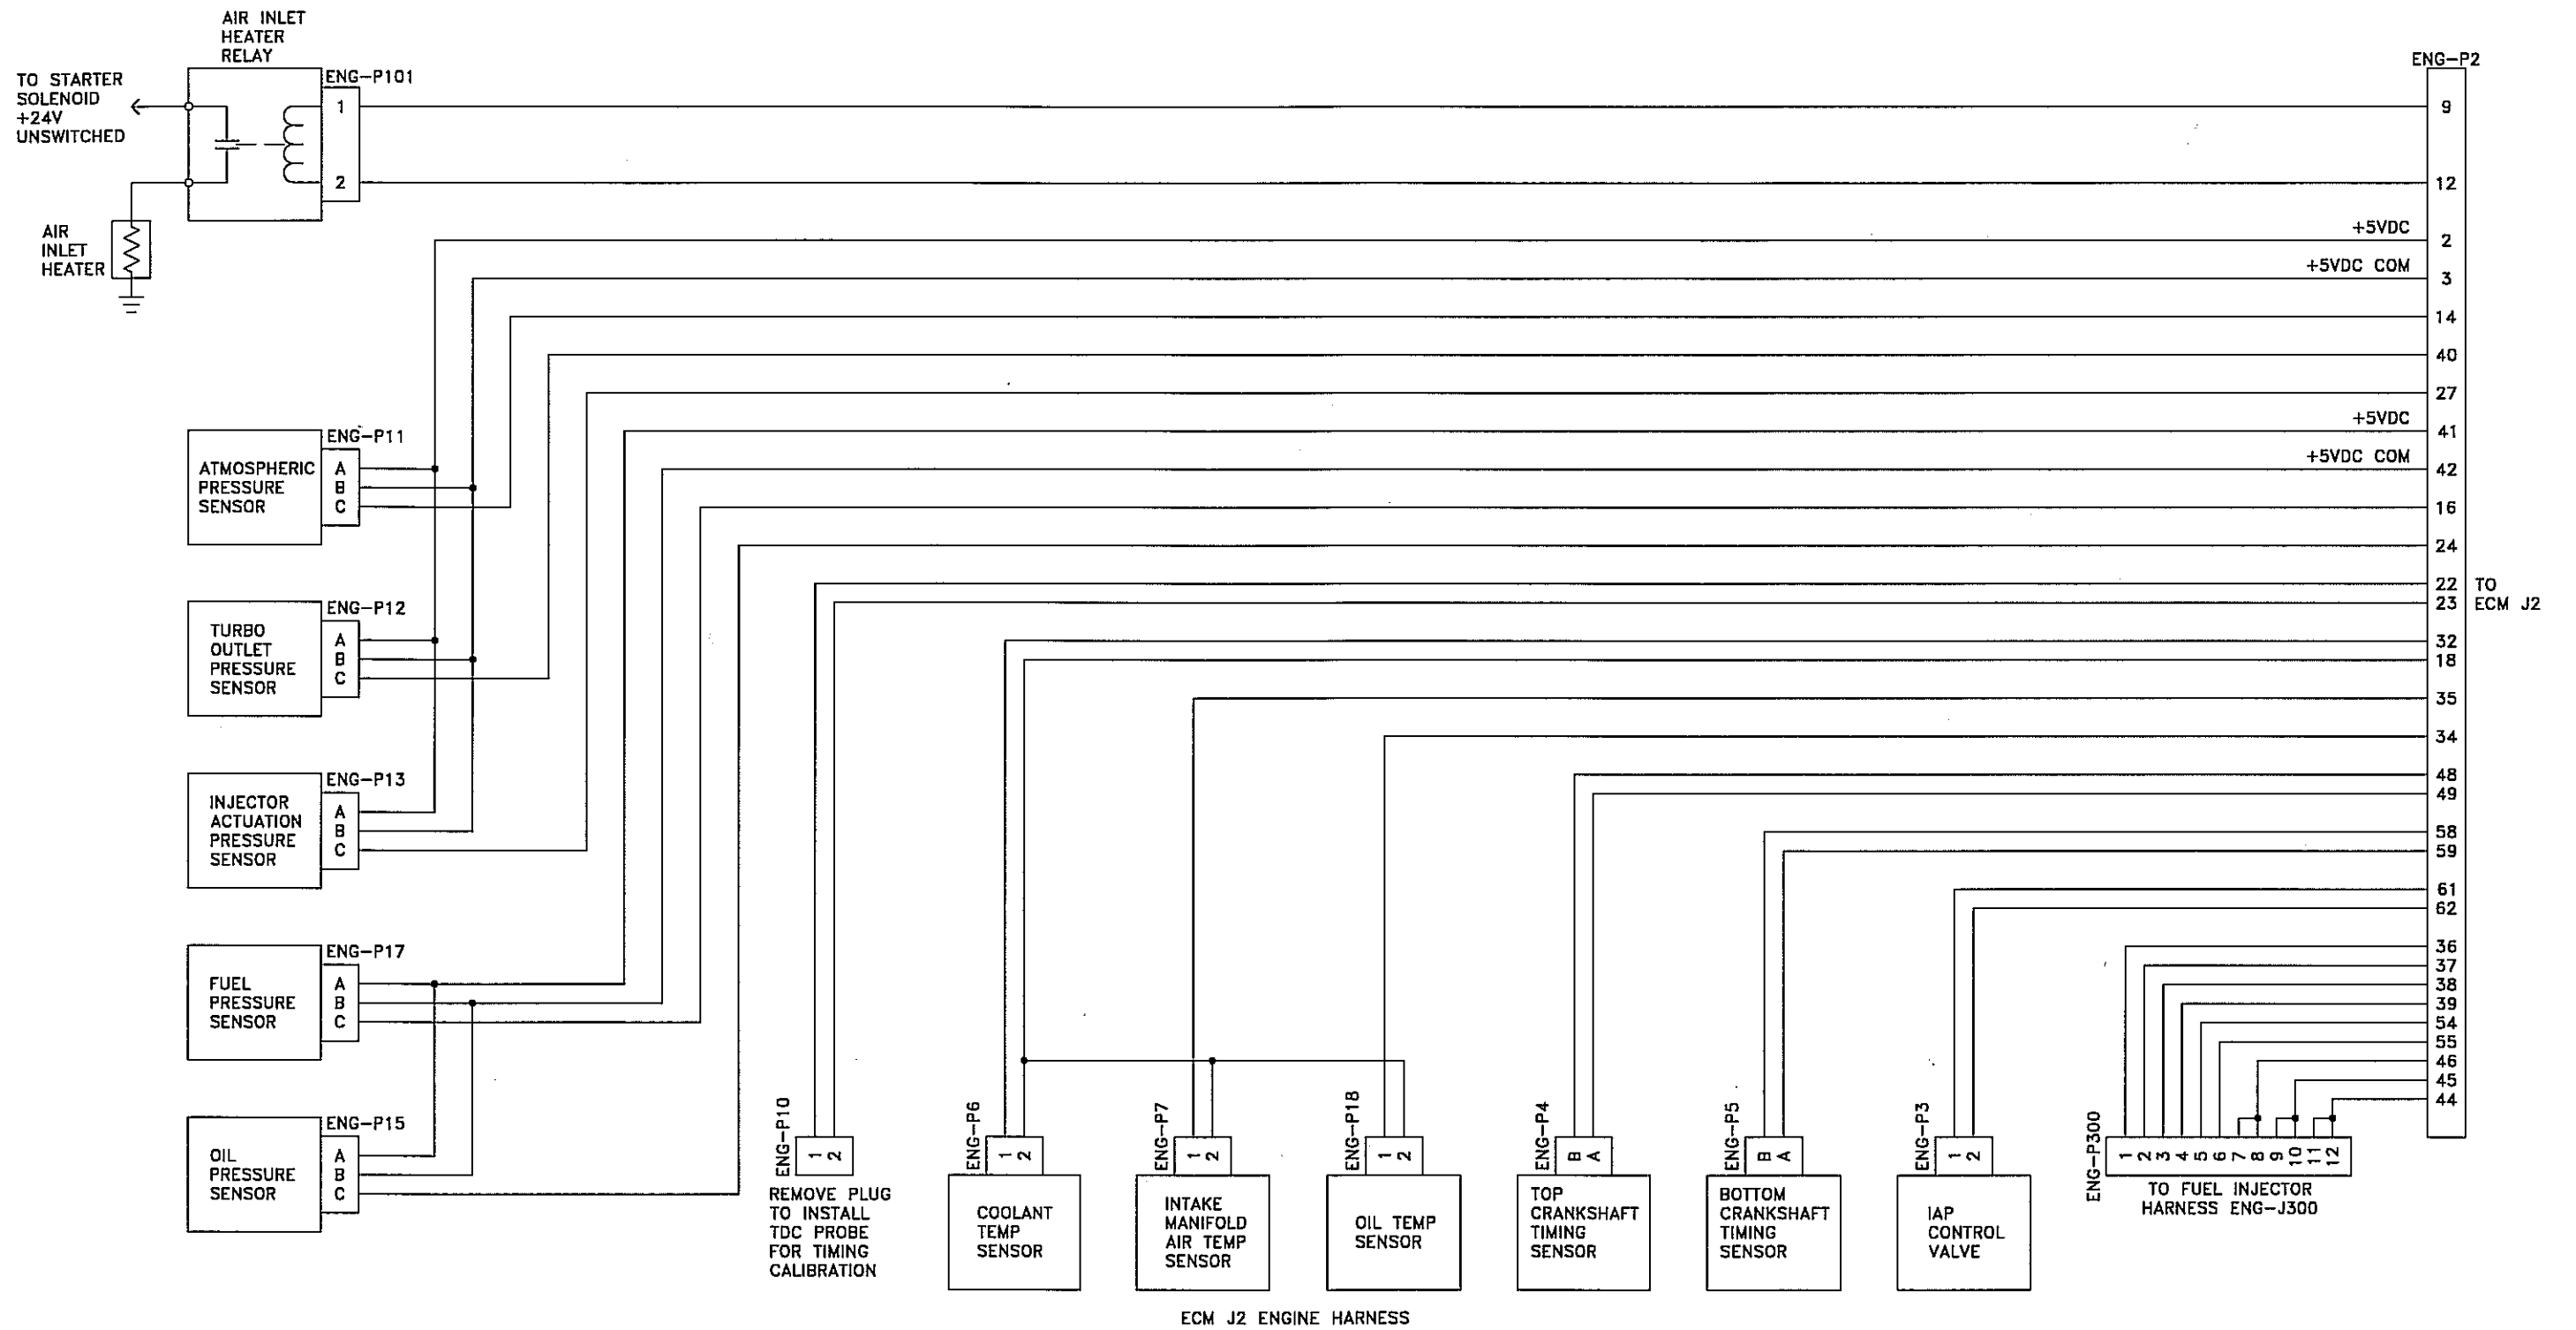 AIR INLET
HEATER
RELAY
TO STARTER
SOLENOID
+24V
UNSWITCHED
ENG-P101
1
2
AIR
INLET
HEATER
ENG-P11
ATMOSPHERIC
PRESSURE
SENSOR
A
B
C
ENG-P12
TURBO
OUTLET
PRESSURE
SENSOR
A
B
C
ENG-P13
INJECTOR
ACTUATION
PRESSURE
SENSOR
A
B
C
ENG-P17
FUEL
PRESSURE
SENSOR
A
B
C
ENG-P15
OIL
PRESSURE
SENSOR
A
B
C
ENG-P10
1 2
REMOVE PLUG
TO INSTALL
TDC PROBE
FOR TIMING
CALIBRATION
ENG-P6
1 2
COOLANT
TEMP
SENSOR
ENG-P7
1 2
INTAKE
MANIFOLD
AIR TEMP
SENSOR
ENG-P18
1 2
OIL TEMP
SENSOR
ENG-P4
B A
TOP
CRANKSHAFT
TIMING
SENSOR
ENG-P5
B A
BOTTOM
CRANKSHAFT
TIMING
SENSOR
ENG-P3
1 2
IAP
CONTROL
VALVE
ENG-P300
1 2 3 4 5 6 7 8 9 10 11 12
TO FUEL INJECTOR
HARNESS ENG-J300
ENG-P2
9
12
+5VDC
2
+5VDC COM
3
14
40
27
+5VDC
41
+5VDC COM
42
16
24
22
23
TO
ECM J2
32
18
35
34
48
49
58
59
61
62
36
37
38
39
54
55
46
45
44
ECM J2 ENGINE HARNESS